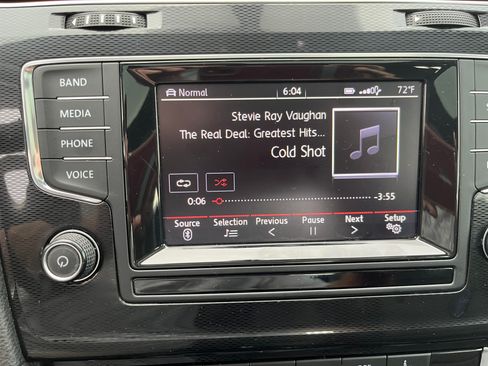 BAND
MEDIA
PHONE
VOICE
Normal 6:04 72°F
Stevie Ray Vaughan
The Real Deal: Greatest Hits...
Cold Shot
0:06 -3:55
Source Selection Previous Pause Next Setup